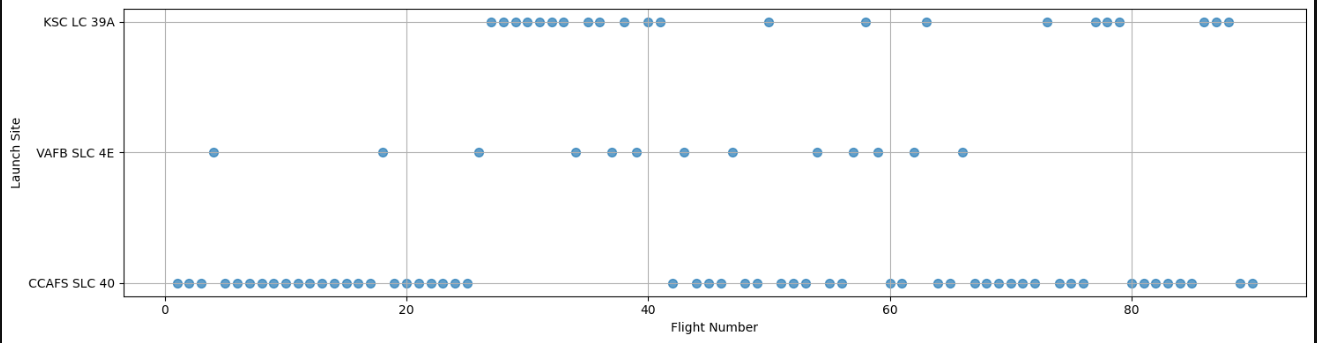 KSC LC 39A
VAFB SLC 4E
CCAFS SLC 40
Launch Site
0 20 40 60 80
Flight Number